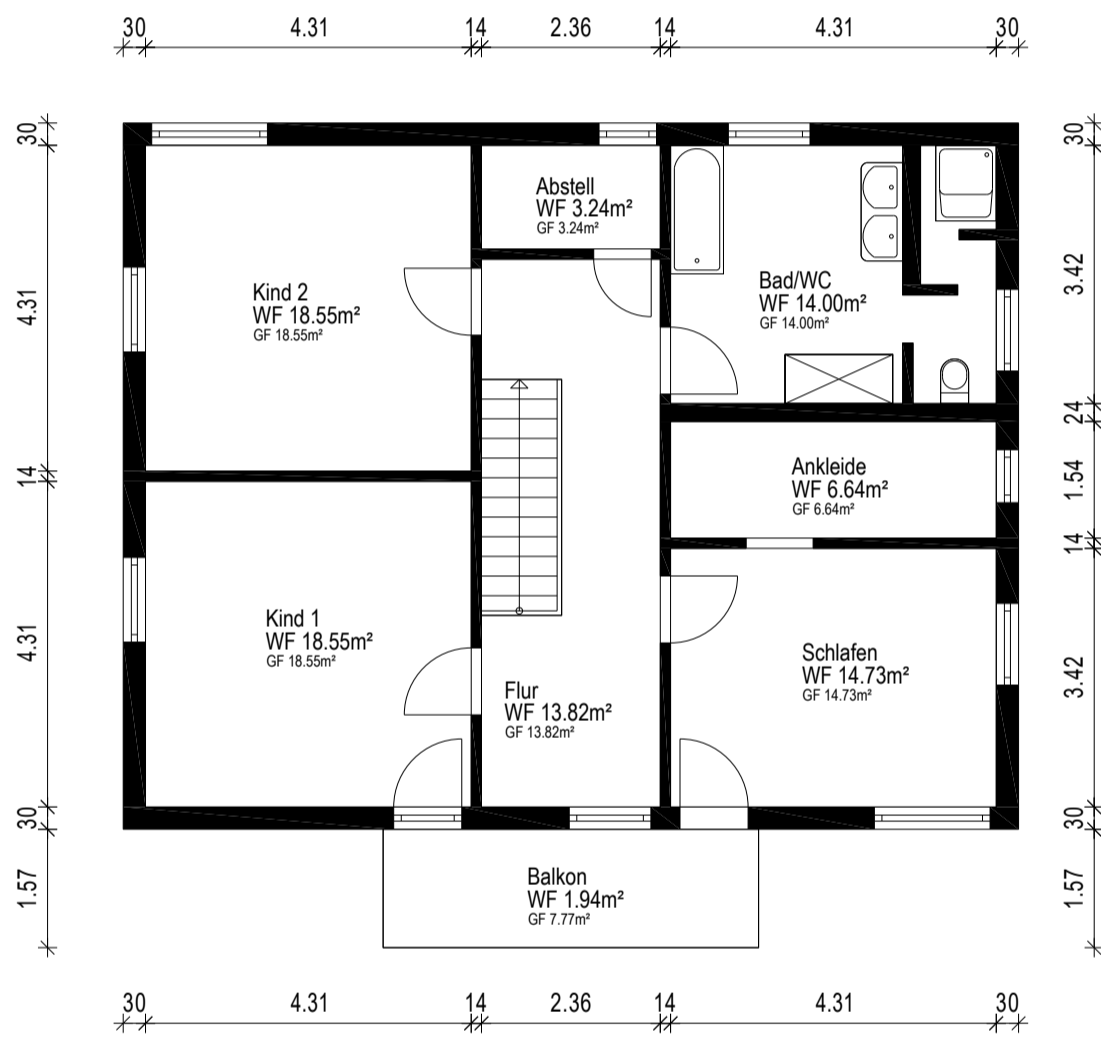 30 4.31 14 2.36 14 4.31 30
30
4.31
14
4.31
30
1.57
30
3.42
24
1.54
14
3.42
30
1.57
Abstell
WF 3.24m²
GF 3.24m²
Kind 2
WF 18.55m²
GF 18.55m²
Bad/WC
WF 14.00m²
GF 14.00m²
Ankleide
WF 6.64m²
GF 6.64m²
Kind 1
WF 18.55m²
GF 18.55m²
Schlafen
WF 14.73m²
GF 14.73m²
Flur
WF 13.82m²
GF 13.82m²
Balkon
WF 1.94m²
GF 7.77m²
30 4.31 14 2.36 14 4.31 30